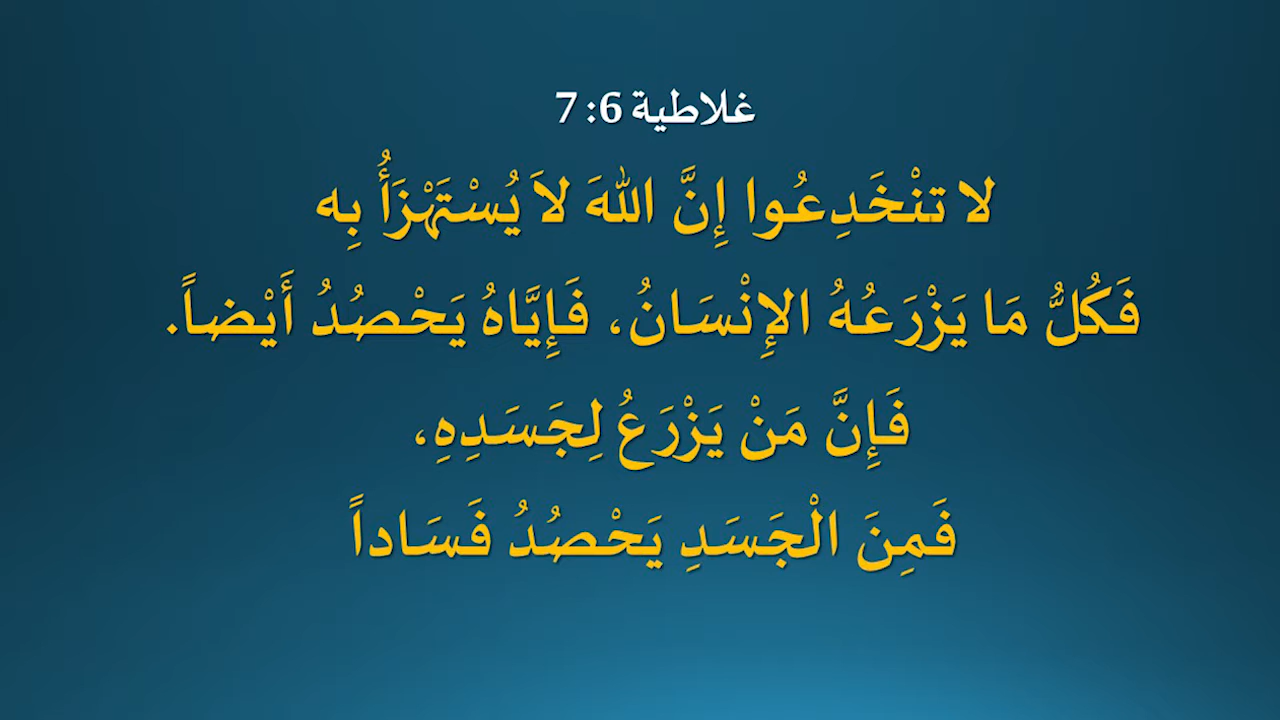 غلاطية 6: 7
لا تنْخَدِعُوا إِنَّ اللهَ لاَ يُسْتَهْزَأُ بِه
فَكُلُّ مَا يَزْرَعُهُ الإِنْسَانُ، فَإِيَّاهُ يَحْصُدُ أَيْضاً.
فَإِنَّ مَنْ يَزْرَعُ لِجَسَدِهِ،
فَمِنَ الْجَسَدِ يَحْصُدُ فَسَاداً